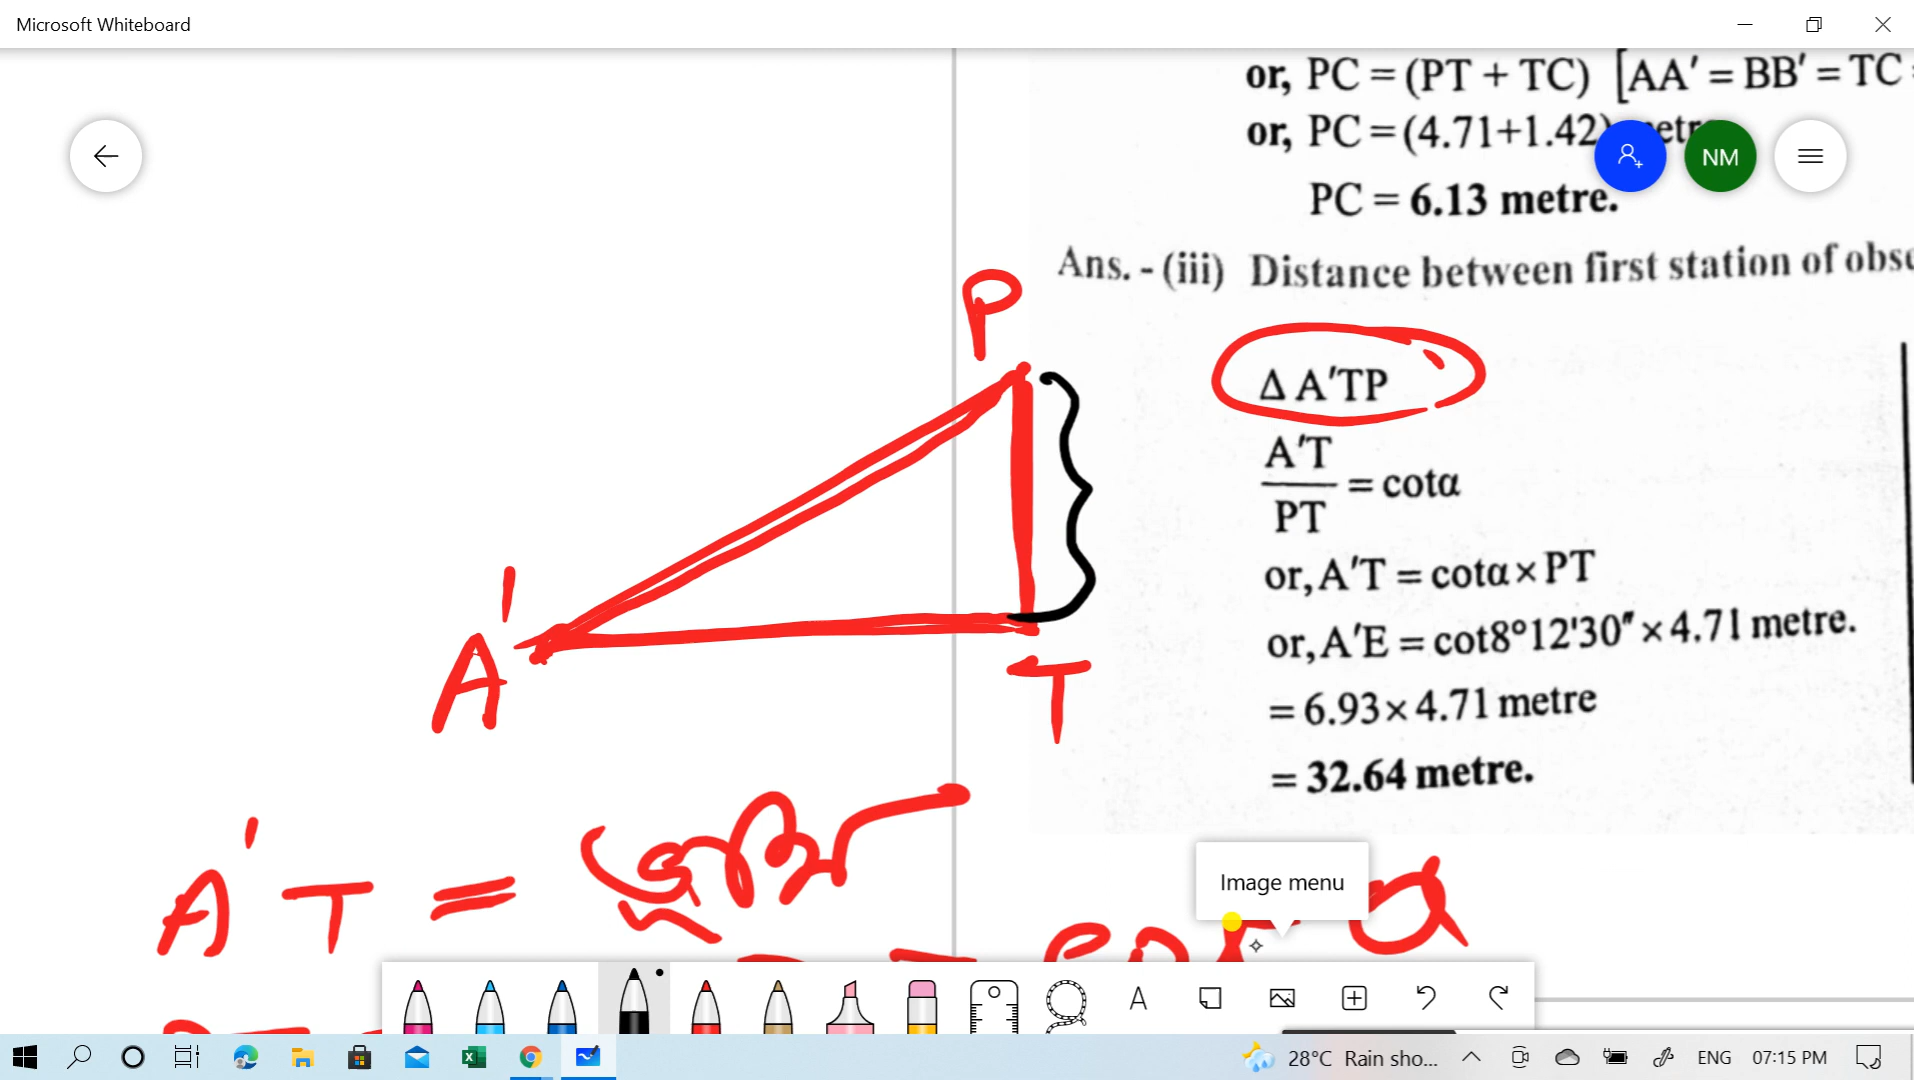 Microsoft Whiteboard
or, PC = (PT + TC) [AA′ = BB′ = TC
or, PC = (4.71+1.42)
NM
PC = 6.13 metre.
Ans. - (iii) Distance between first station of obse
P
Δ A′TP
A′T
PT
= cotα
or, A′T = cotα × PT
or, A′E = cot8°12'30″ × 4.71 metre.
= 6.93 × 4.71 metre
= 32.64 metre.
A'
T
A'T = ভূমি
Image menu
α
A
28°C Rain sho...
ENG
07:15 PM